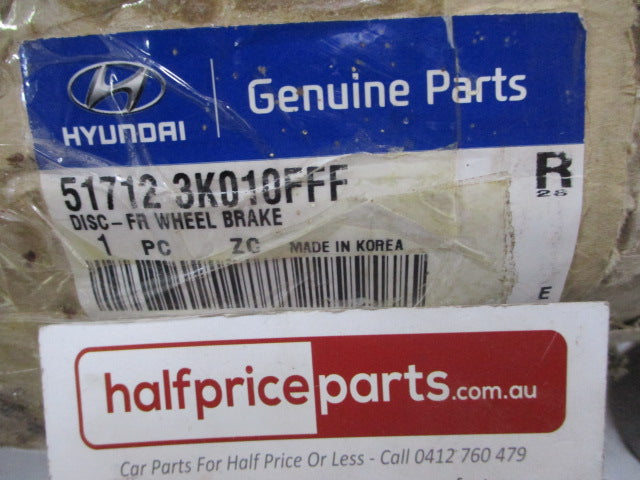 HYUNDAI
Genuine Parts
51712 3K010FFF
R
DISC-FR WHEEL BRAKE
28
1 PC ZG MADE IN KOREA
E
halfpriceparts.com.au
Car Parts For Half Price Or Less - Call 0412 760 479